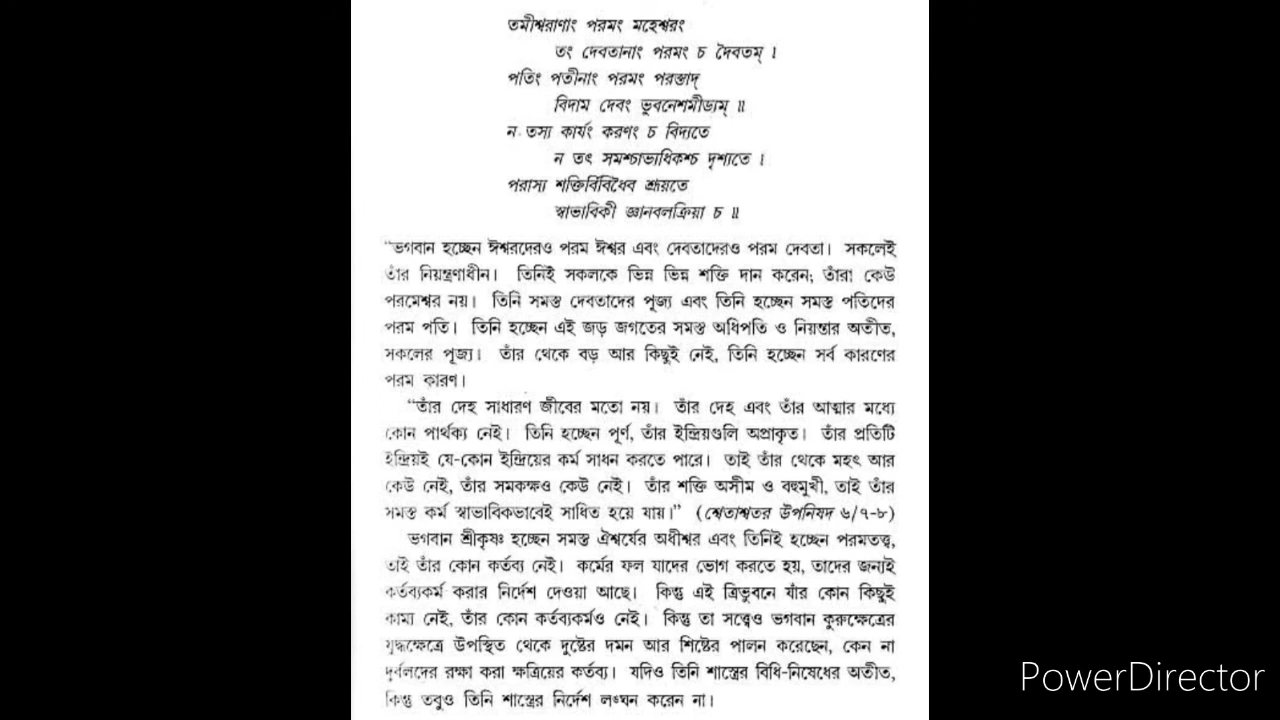 তমীশ্বরাণাং পরমং মহেশ্বরং
তং দেবতানাং পরমং চ দৈবতম্ ।
পতিং পতীনাং পরমং পরস্তাদ্
বিদাম দেবং ভুবনেশমীড্যম্ ॥
ন তস্য কার্যং করণং চ বিদ্যতে
ন তৎ সমশ্চাভ্যধিকশ্চ দৃশ্যতে ।
পরাস্য শক্তির্বিবিধৈব শ্রূয়তে
স্বাভাবিকী জ্ঞানবলক্রিয়া চ ॥
“ভগবান হচ্ছেন ঈশ্বরদেরও পরম ঈশ্বর এবং দেবতাদেরও পরম দেবতা। সকলেই
তাঁর নিয়ন্ত্রণাধীন। তিনিই সকলকে ভিন্ন ভিন্ন শক্তি দান করেন; তাঁরা কেউ
পরমেশ্বর নয়। তিনি সমস্ত দেবতাদের পূজ্য এবং তিনি হচ্ছেন সমস্ত পতিদের
পরম পতি। তিনি হচ্ছেন এই জড় জগতের সমস্ত অধিপতি ও নিয়ন্তার অতীত,
সকলের পূজ্য। তাঁর থেকে বড় আর কিছুই নেই, তিনি হচ্ছেন সর্ব কারণের
পরম কারণ।
“তাঁর দেহ সাধারণ জীবের মতো নয়। তাঁর দেহ এবং তাঁর আত্মার মধ্যে
কোন পার্থক্য নেই। তিনি হচ্ছেন পূর্ণ, তাঁর ইন্দ্রিয়গুলি অপ্রাকৃত। তাঁর প্রতিটি
ইন্দ্রিয়ই যে-কোন ইন্দ্রিয়ের কর্ম সাধন করতে পারে। তাই তাঁর থেকে মহৎ আর
কেউ নেই, তাঁর সমকক্ষও কেউ নেই। তাঁর শক্তি অসীম ও বহুমুখী, তাই তাঁর
সমস্ত কর্ম স্বাভাবিকভাবেই সাধিত হয়ে যায়।” (শ্বেতাশ্বতর উপনিষদ ৬/৭-৮)
ভগবান শ্রীকৃষ্ণ হচ্ছেন সমস্ত ঐশ্বর্যের অধীশ্বর এবং তিনিই হচ্ছেন পরমতত্ত্ব,
তাই তাঁর কোন কর্তব্য নেই। কর্মের ফল যাদের ভোগ করতে হয়, তাদের জন্যই
কর্তব্যকর্ম করার নির্দেশ দেওয়া আছে। কিন্তু এই ত্রিভুবনে যাঁর কোন কিছুই
কাম্য নেই, তাঁর কোন কর্তব্যকর্মও নেই। কিন্তু তা সত্ত্বেও ভগবান কুরুক্ষেত্রের
যুদ্ধক্ষেত্রে উপস্থিত থেকে দুষ্টের দমন আর শিষ্টের পালন করেছেন, কেন না
দুর্বলদের রক্ষা করা ক্ষত্রিয়ের কর্তব্য। যদিও তিনি শাস্ত্রের বিধি-নিষেধের অতীত,
কিন্তু তবুও তিনি শাস্ত্রের নির্দেশ লঙ্ঘন করেন না।
PowerDirector